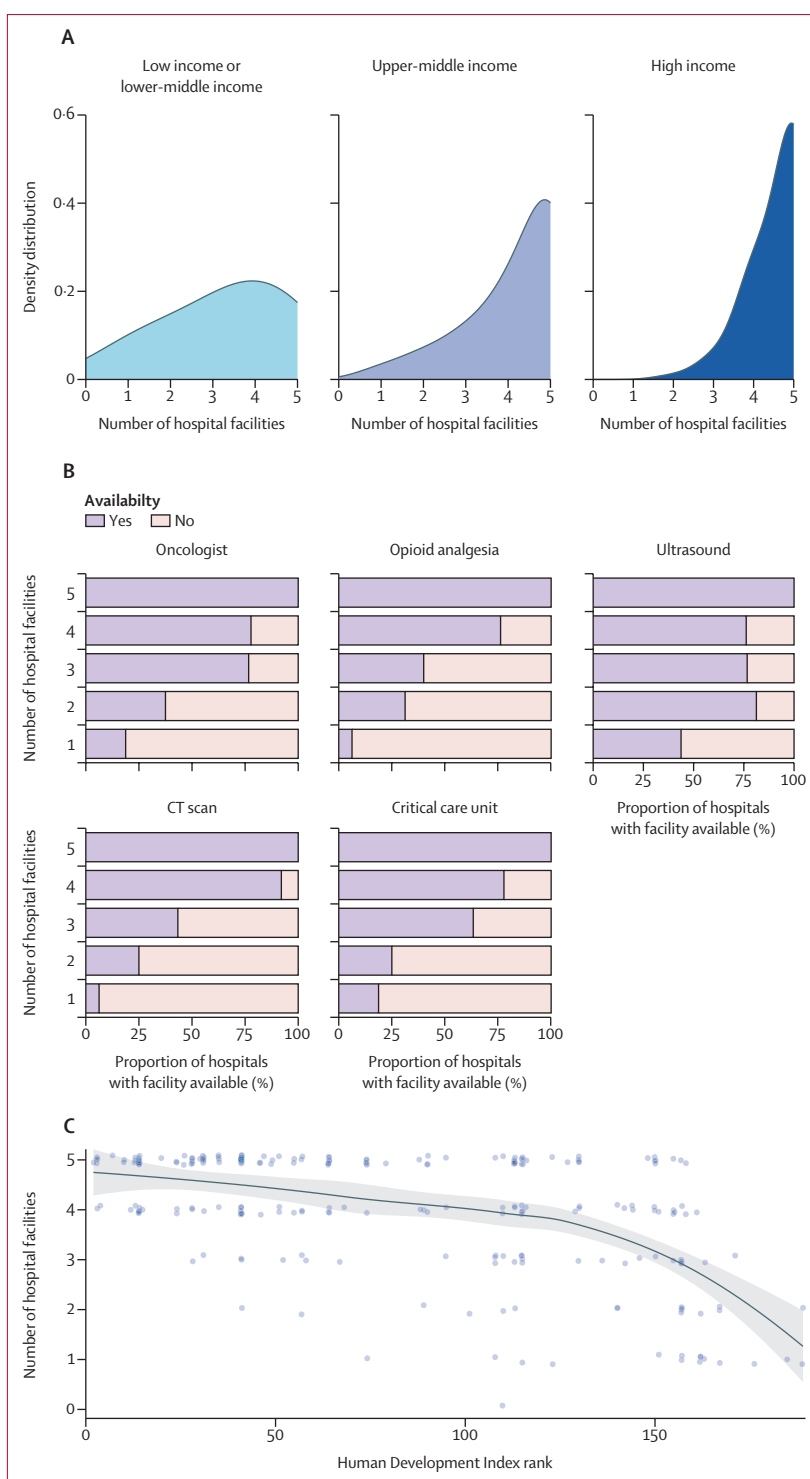 A
Low income or
lower-middle income
Upper-middle income
High income
Density distribution
0·6
0·4
0·2
0
0 1 2 3 4 5
0 1 2 3 4 5
0 1 2 3 4 5
Number of hospital facilities
Number of hospital facilities
Number of hospital facilities
B
Availabilty
Yes No
Oncologist
Opioid analgesia
Ultrasound
Number of hospital facilities
5
4
3
2
1
0 25 50 75 100
Proportion of hospitals
with facility available (%)
CT scan
Critical care unit
Number of hospital facilities
5
4
3
2
1
0 25 50 75 100
0 25 50 75 100
Proportion of hospitals
with facility available (%)
Proportion of hospitals
with facility available (%)
C
Number of hospital facilities
5
4
3
2
1
0
0 50 100 150
Human Development Index rank